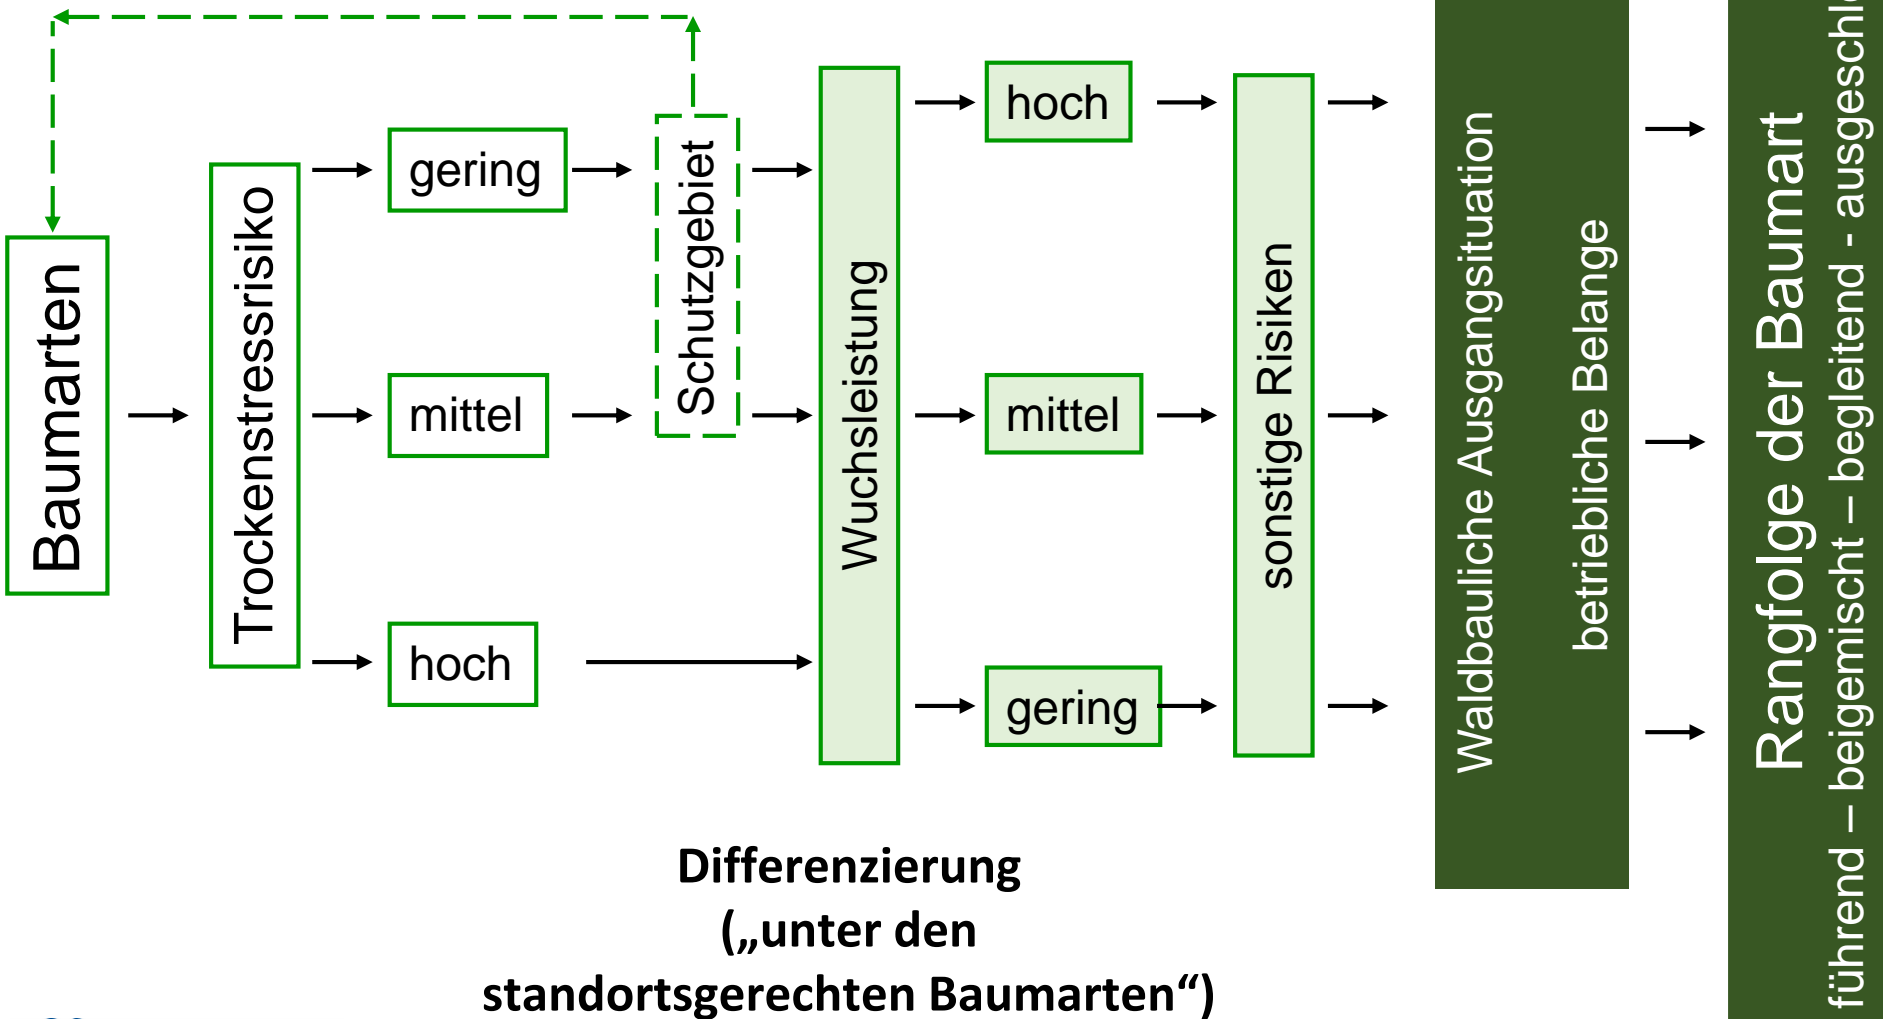 Baumarten
Trockenstressrisiko
gering
mittel
hoch
Schutzgebiet
Wuchsleistung
hoch
mittel
gering
sonstige Risiken
Waldbauliche Ausgangsituation
betriebliche Belange
Rangfolge der Baumart
führend – beigemischt – begleitend - 
Differenzierung
(„unter den
standortsgerechten Baumarten“)